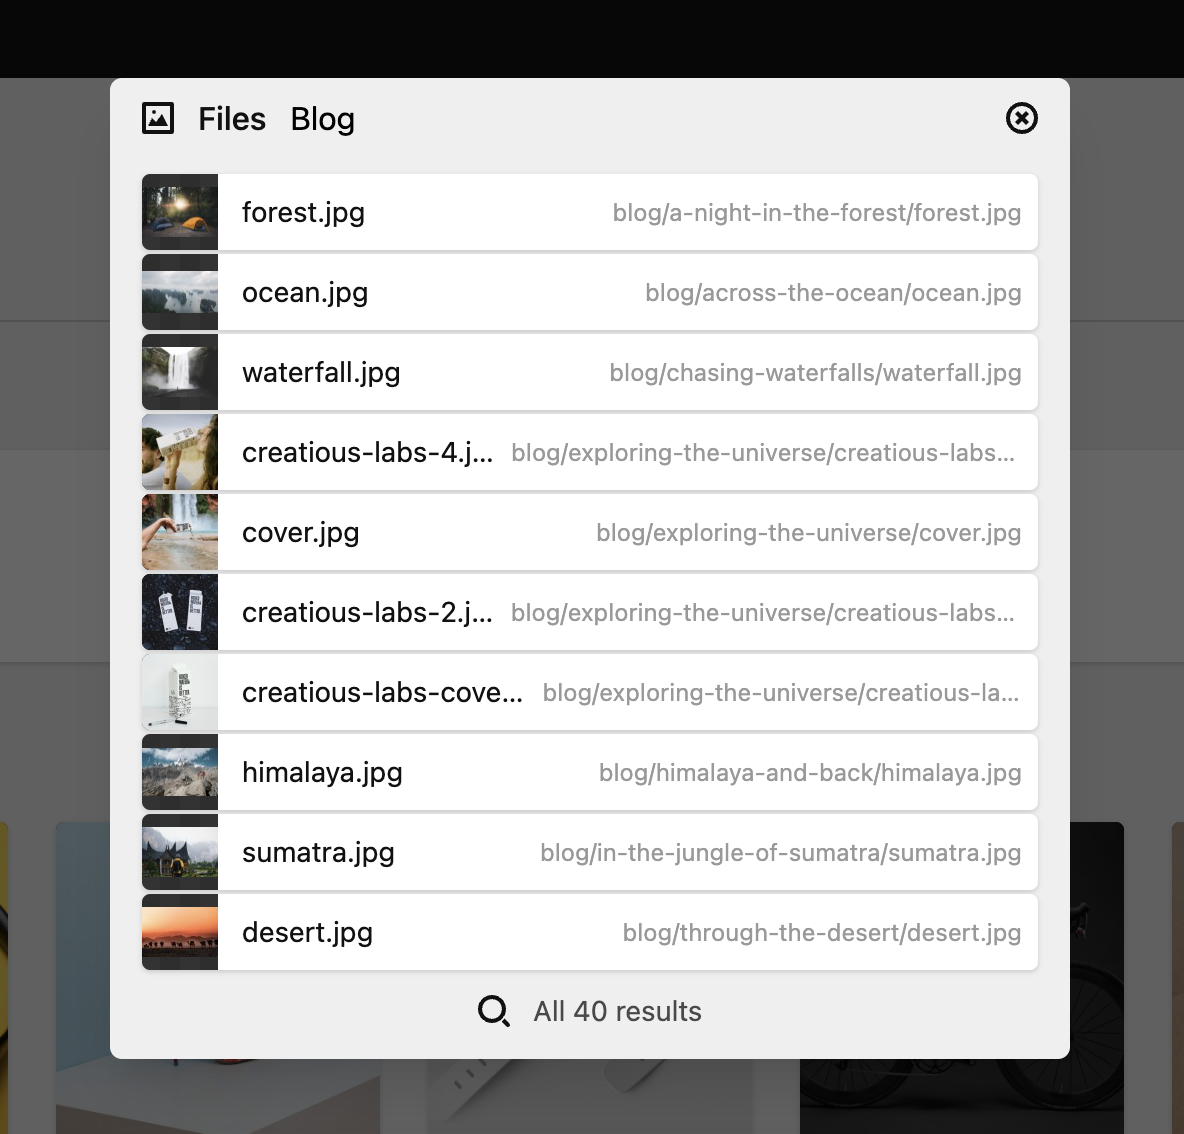 Files Blog
forest.jpg blog/a-night-in-the-forest/forest.jpg
ocean.jpg blog/across-the-ocean/ocean.jpg
waterfall.jpg blog/chasing-waterfalls/waterfall.jpg
creatious-labs-4.j... blog/exploring-the-universe/creatious-labs...
cover.jpg blog/exploring-the-universe/cover.jpg
creatious-labs-2.j... blog/exploring-the-universe/creatious-labs...
creatious-labs-cove... blog/exploring-the-universe/creatious-la...
himalaya.jpg blog/himalaya-and-back/himalaya.jpg
sumatra.jpg blog/in-the-jungle-of-sumatra/sumatra.jpg
desert.jpg blog/through-the-desert/desert.jpg
All 40 results